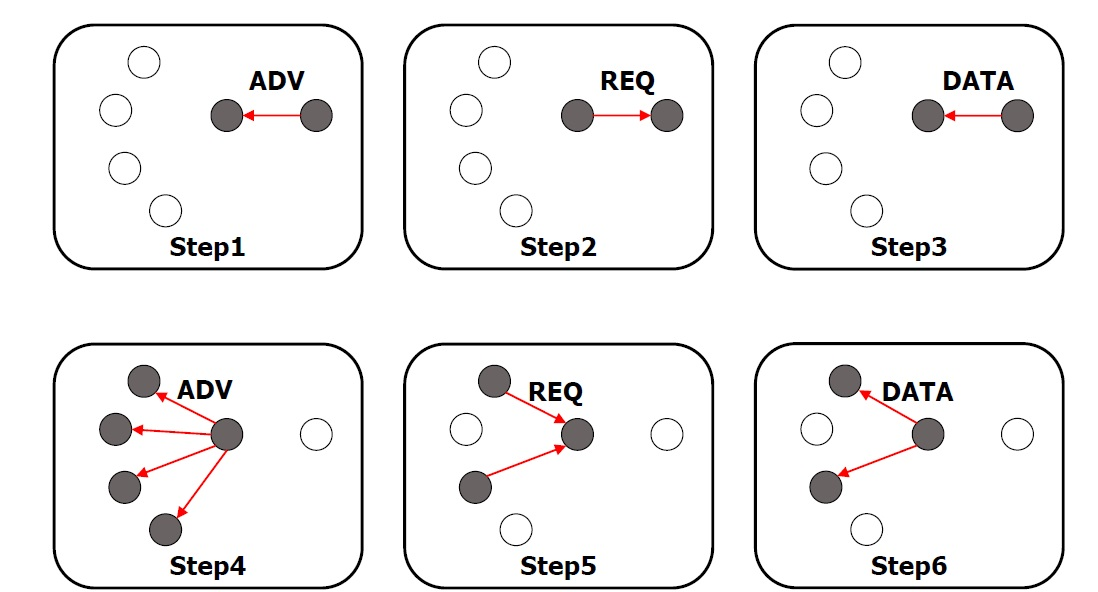 ADV
Step1
REQ
Step2
DATA
Step3
ADV
Step4
REQ
Step5
DATA
Step6